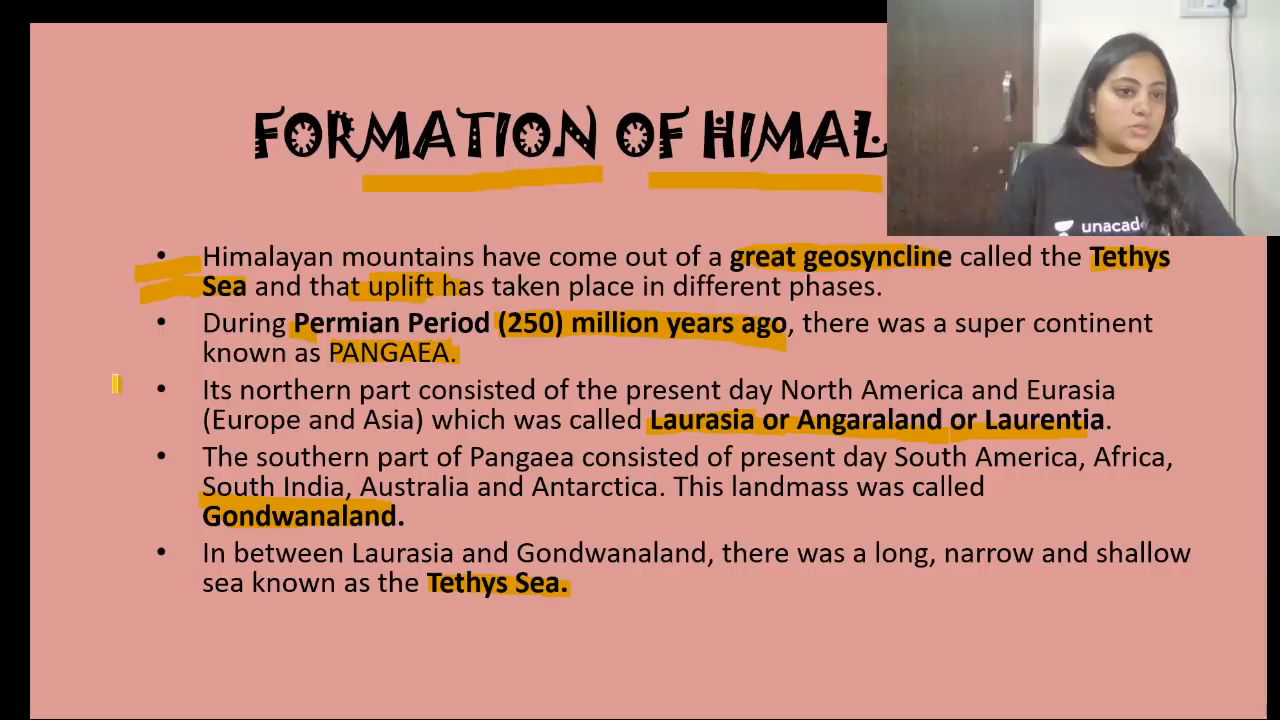 FORMATION OF HIMAL
unacade
• Himalayan mountains have come out of a great geosyncline called the Tethys
Sea and that uplift has taken place in different phases.
• During Permian Period (250) million years ago, there was a super continent
known as PANGAEA.
• Its northern part consisted of the present day North America and Eurasia
(Europe and Asia) which was called Laurasia or Angaraland or Laurentia.
• The southern part of Pangaea consisted of present day South America, Africa,
South India, Australia and Antarctica. This landmass was called
Gondwanaland.
• In between Laurasia and Gondwanaland, there was a long, narrow and shallow
sea known as the Tethys Sea.